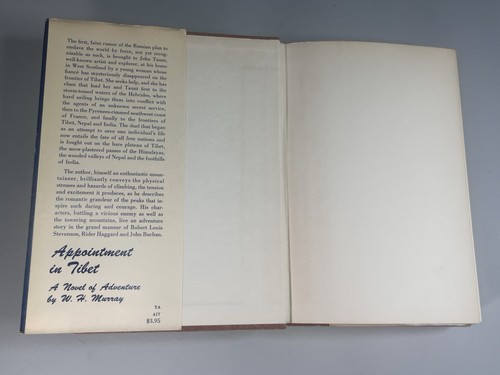 The first, faint rumor of the Russian plan to
enslave the world by force, not yet recog-
nizable as such, is brought to John Taunt,
well-known artist and explorer, at his home
in West Scotland by a young woman whose
fiancé has mysteriously disappeared on the
frontier of Tibet. She seeks help, and she has
clues that lead her and Taunt first to the
storm-tossed waters of the Hebrides, where
hard sailing brings them into conflict with
the agents of an unknown secret service,
then to the Pyrenees-rimmed southwest coast
of France, and finally to the frontiers of
Tibet, Nepal and India. The duel that began
as an attempt to save one individual's life
now entails the fate of all free nations and
is fought out on the bare plateau of Tibet,
the snow-plastered passes of the Himalayas,
the wooded valleys of Nepal and the foothills
of India.
The author, himself an enthusiastic moun-
taineer, brilliantly conveys the physical
stresses and hazards of climbing, the tension
and excitement it produces, as he describes
the romantic grandeur of the peaks that in-
spire such daring and courage. His char-
acters, battling a vicious enemy as well as
the towering mountains, live an adventure
story in the grand manner of Robert Louis
Stevenson, Rider Haggard and John Buchan.
Appointment
in Tibet
A Novel of Adventure
by W. H. Murray
YA
AIT
$3.95